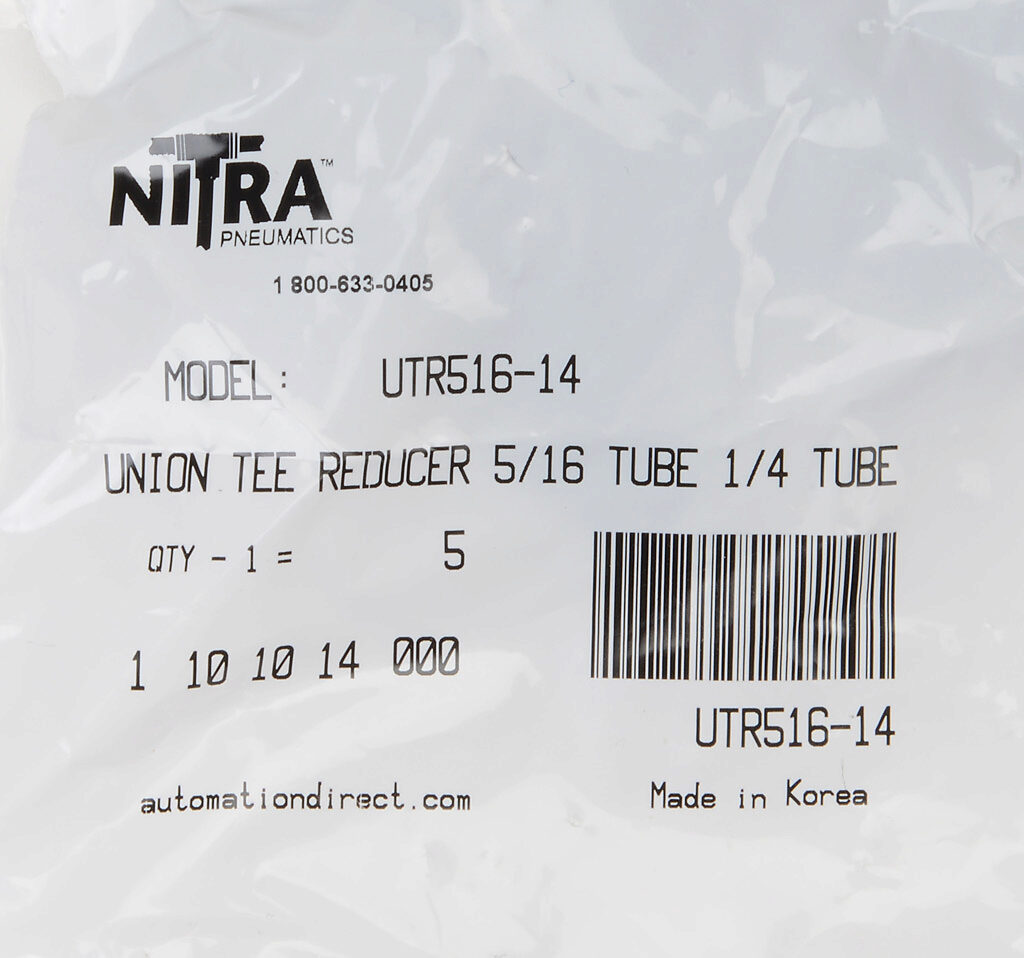 NITRA™
PNEUMATICS
1 800-633-0405
MODEL: UTR516-14
UNION TEE REDUCER 5/16 TUBE 1/4 TUBE
QTY - 1 = 5
1 10 10 14 000
UTR516-14
automationdirect.com
Made in Korea